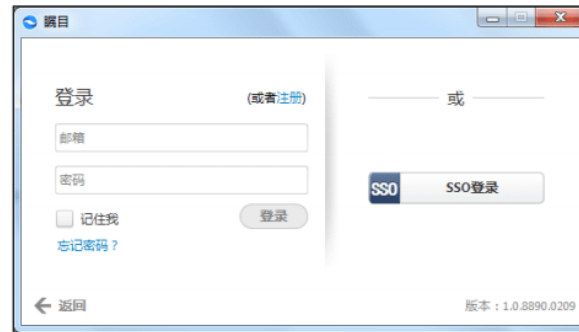 瞩目
登录 (或者注册)
邮箱
密码
记住我 登录
忘记密码？
或
SSO SSO登录
返回
版本：1.0.8890.0209